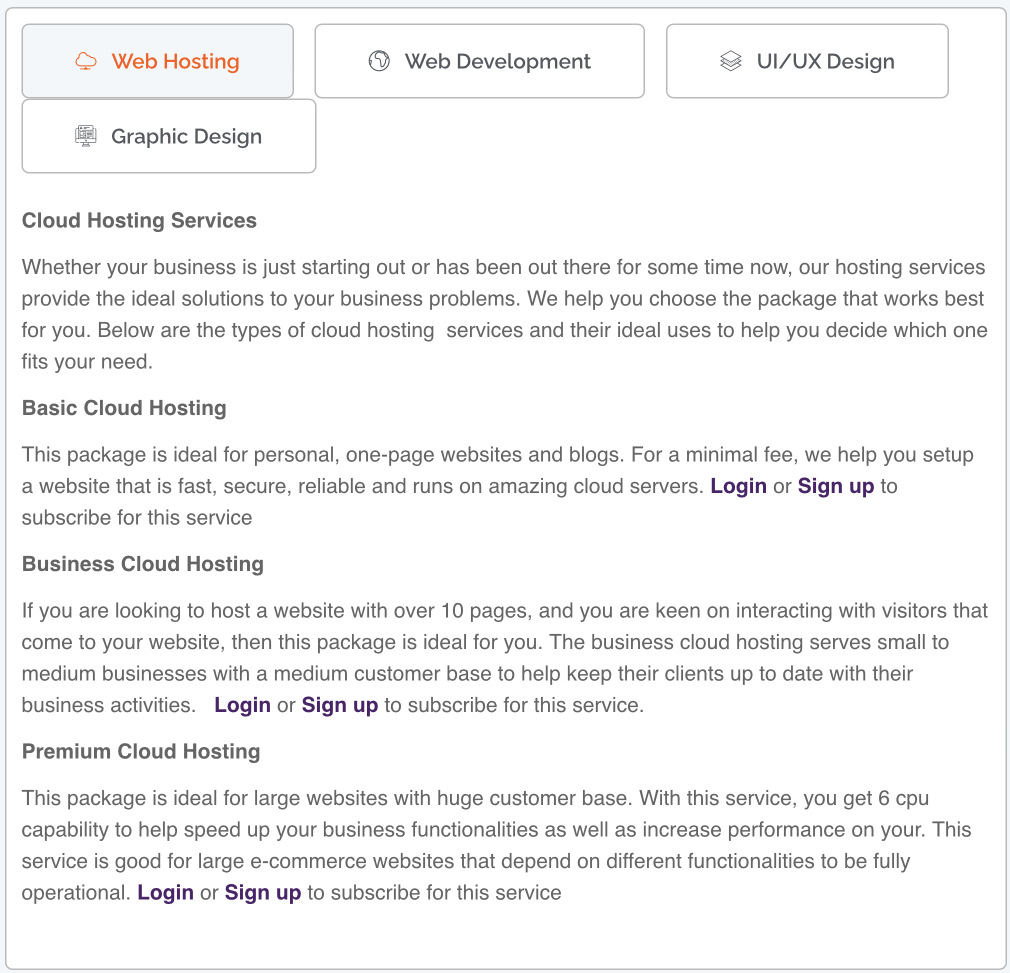 Web Hosting
Web Development
UI/UX Design
Graphic Design
Cloud Hosting Services
Whether your business is just starting out or has been out there for some time now, our hosting services
provide the ideal solutions to your business problems. We help you choose the package that works best
for you. Below are the types of cloud hosting  services and their ideal uses to help you decide which one
fits your need.
Basic Cloud Hosting
This package is ideal for personal, one-page websites and blogs. For a minimal fee, we help you setup
a website that is fast, secure, reliable and runs on amazing cloud servers. Login or Sign up to
subscribe for this service
Business Cloud Hosting
If you are looking to host a website with over 10 pages, and you are keen on interacting with visitors that
come to your website, then this package is ideal for you. The business cloud hosting serves small to
medium businesses with a medium customer base to help keep their clients up to date with their
business activities.   Login or Sign up to subscribe for this service.
Premium Cloud Hosting
This package is ideal for large websites with huge customer base. With this service, you get 6 cpu
capability to help speed up your business functionalities as well as increase performance on your. This
service is good for large e-commerce websites that depend on different functionalities to be fully
operational. Login or Sign up to subscribe for this service